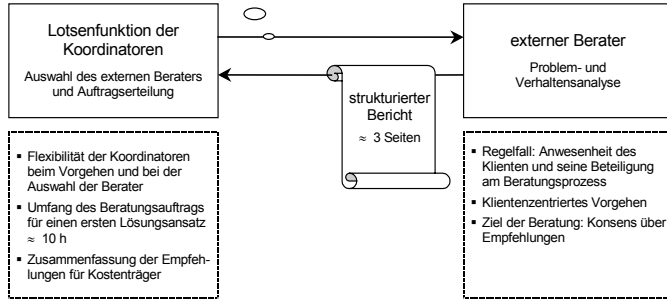 Lotsenfunktion der
Koordinatoren
Auswahl des externen Beraters
und Auftragserteilung
externer Berater
Problem- und
Verhaltensanalyse
strukturierter
Bericht
≈ 3 Seiten
▪ Flexibilität der Koordinatoren
beim Vorgehen und bei der
Auswahl der Berater
▪ Umfang des Beratungsauftrags
für einen ersten Lösungsansatz
≈ 10 h
▪ Zusammenfassung der Empfeh-
lungen für Kostenträger
▪ Regelfall: Anwesenheit des
Klienten und seine Beteiligung
am Beratungsprozess
▪ Klientenzentriertes Vorgehen
▪ Ziel der Beratung: Konsens über
Empfehlungen